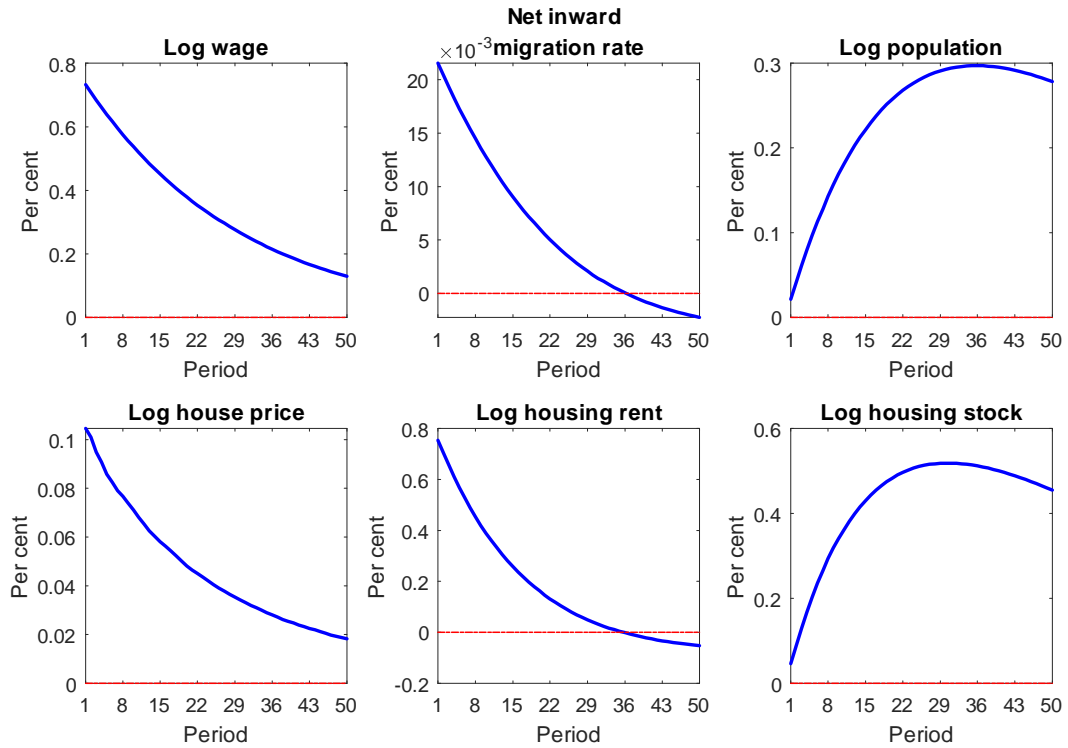 Log wage
Per cent
0.8
0.6
0.4
0.2
0
1 8 15 22 29 36 43 50
Period
Net inward
migration rate
×10-3
Per cent
20
15
10
5
0
1 8 15 22 29 36 43 50
Period
Log population
Per cent
0.3
0.2
0.1
0
1 8 15 22 29 36 43 50
Period
Log house price
Per cent
0.1
0.08
0.06
0.04
0.02
0
1 8 15 22 29 36 43 50
Period
Log housing rent
Per cent
0.8
0.6
0.4
0.2
0
-0.2
1 8 15 22 29 36 43 50
Period
Log housing stock
Per cent
0.6
0.4
0.2
0
1 8 15 22 29 36 43 50
Period